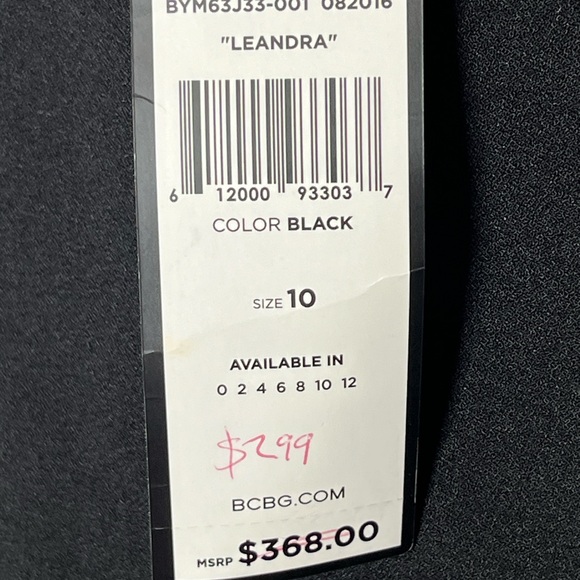 BYM63J33-001 082016
"LEANDRA"
6 12000 93303 7
COLOR BLACK
SIZE 10
AVAILABLE IN
0 2 4 6 8 10 12
$299
BCBG.COM
MSRP $368.00